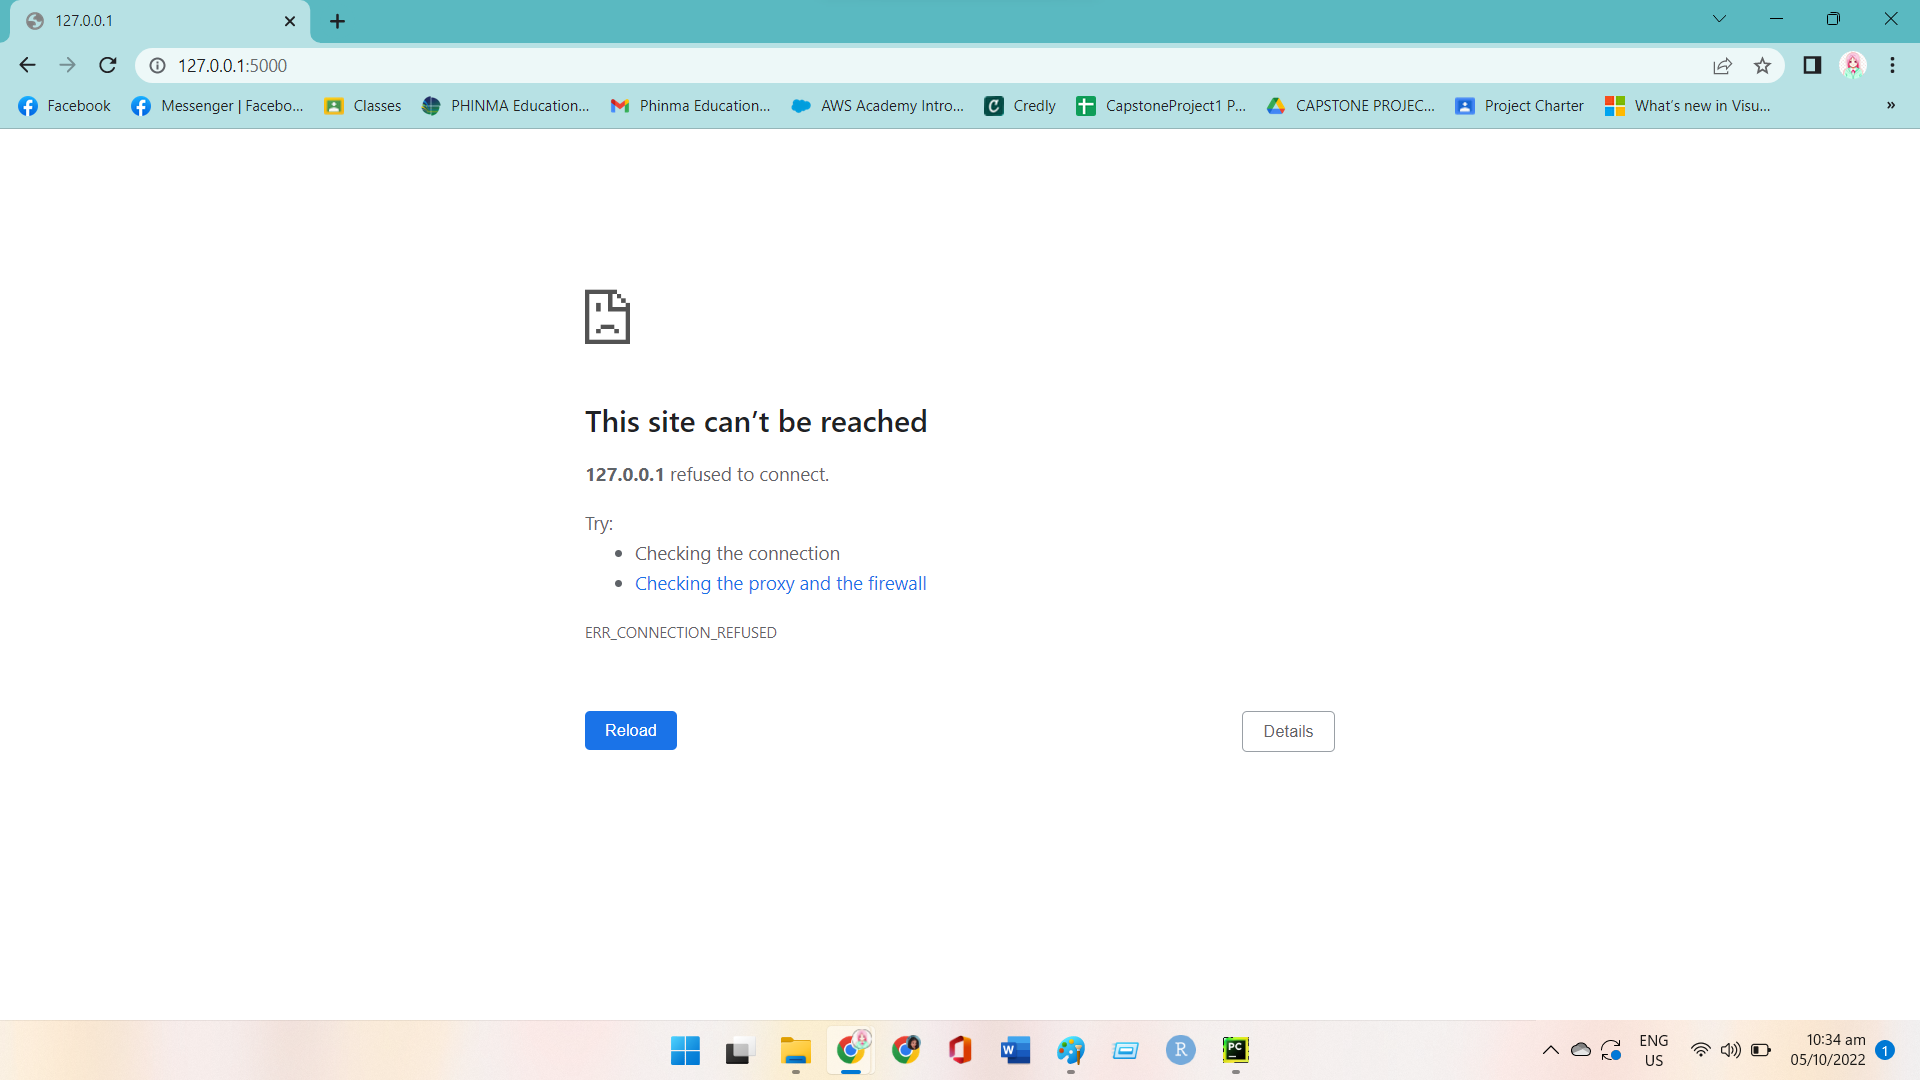 127.0.0.1
127.0.0.1:5000
Facebook
Messenger | Facebo...
Classes
PHINMA Education...
Phinma Education...
AWS Academy Intro...
Credly
CapstoneProject1 P...
CAPSTONE PROJEC...
Project Charter
What's new in Visu...
»
This site can't be reached
127.0.0.1 refused to connect.
Try:
• Checking the connection
• Checking the proxy and the firewall
ERR_CONNECTION_REFUSED
Reload
Details
W
R
PC
ENG
US
10:34 am
05/10/2022
1